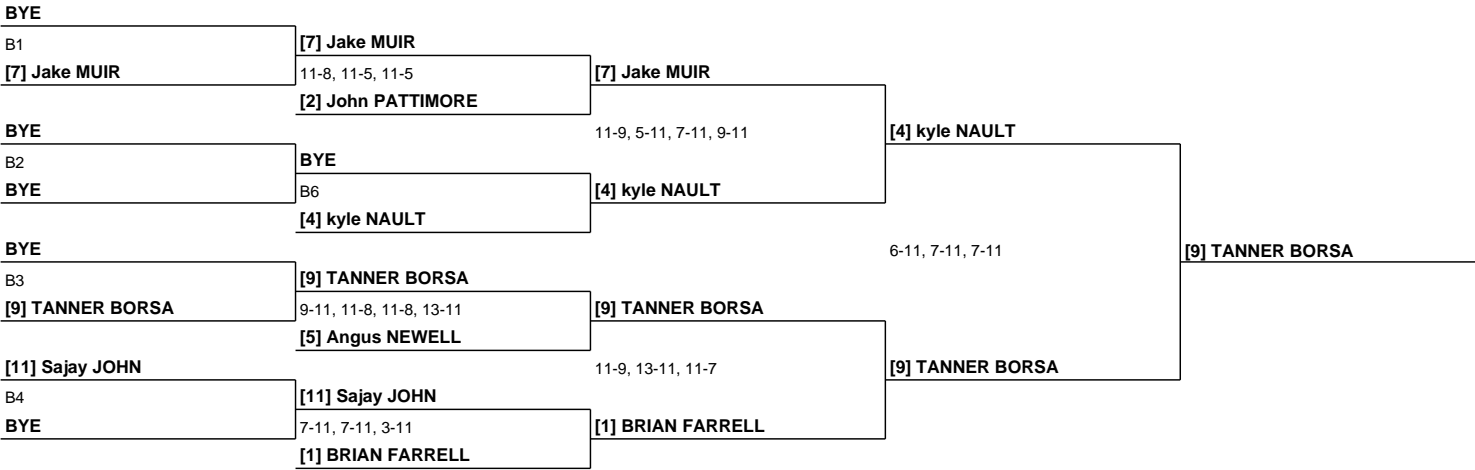 BYE
B1
[7] Jake MUIR
BYE
B2
BYE
BYE
B3
[9] TANNER BORSA
[11] Sajay JOHN
B4
BYE
[7] Jake MUIR
11-8, 11-5, 11-5
[2] John PATTIMORE
BYE
B6
[4] kyle NAULT
[9] TANNER BORSA
9-11, 11-8, 11-8, 13-11
[5] Angus NEWELL
[11] Sajay JOHN
7-11, 7-11, 3-11
[1] BRIAN FARRELL
[7] Jake MUIR
11-9, 5-11, 7-11, 9-11
[4] kyle NAULT
[9] TANNER BORSA
11-9, 13-11, 11-7
[1] BRIAN FARRELL
[4] kyle NAULT
6-11, 7-11, 7-11
[9] TANNER BORSA
[9] TANNER BORSA